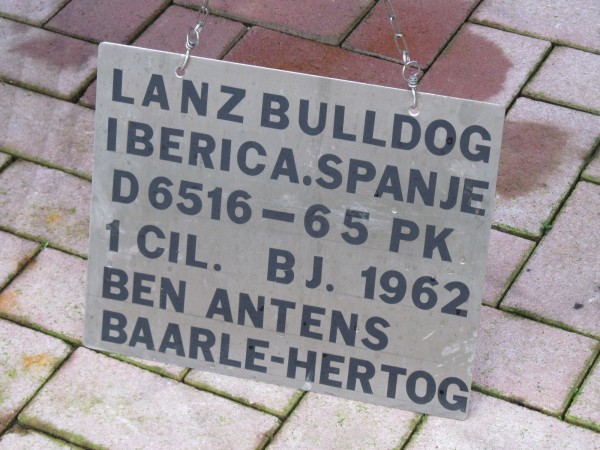 LANZ BULLDOG
IBERICA.SPANJE
D6516-65 PK
1 CIL. BJ. 1962
BEN ANTENS
BAARLE-HERTOG